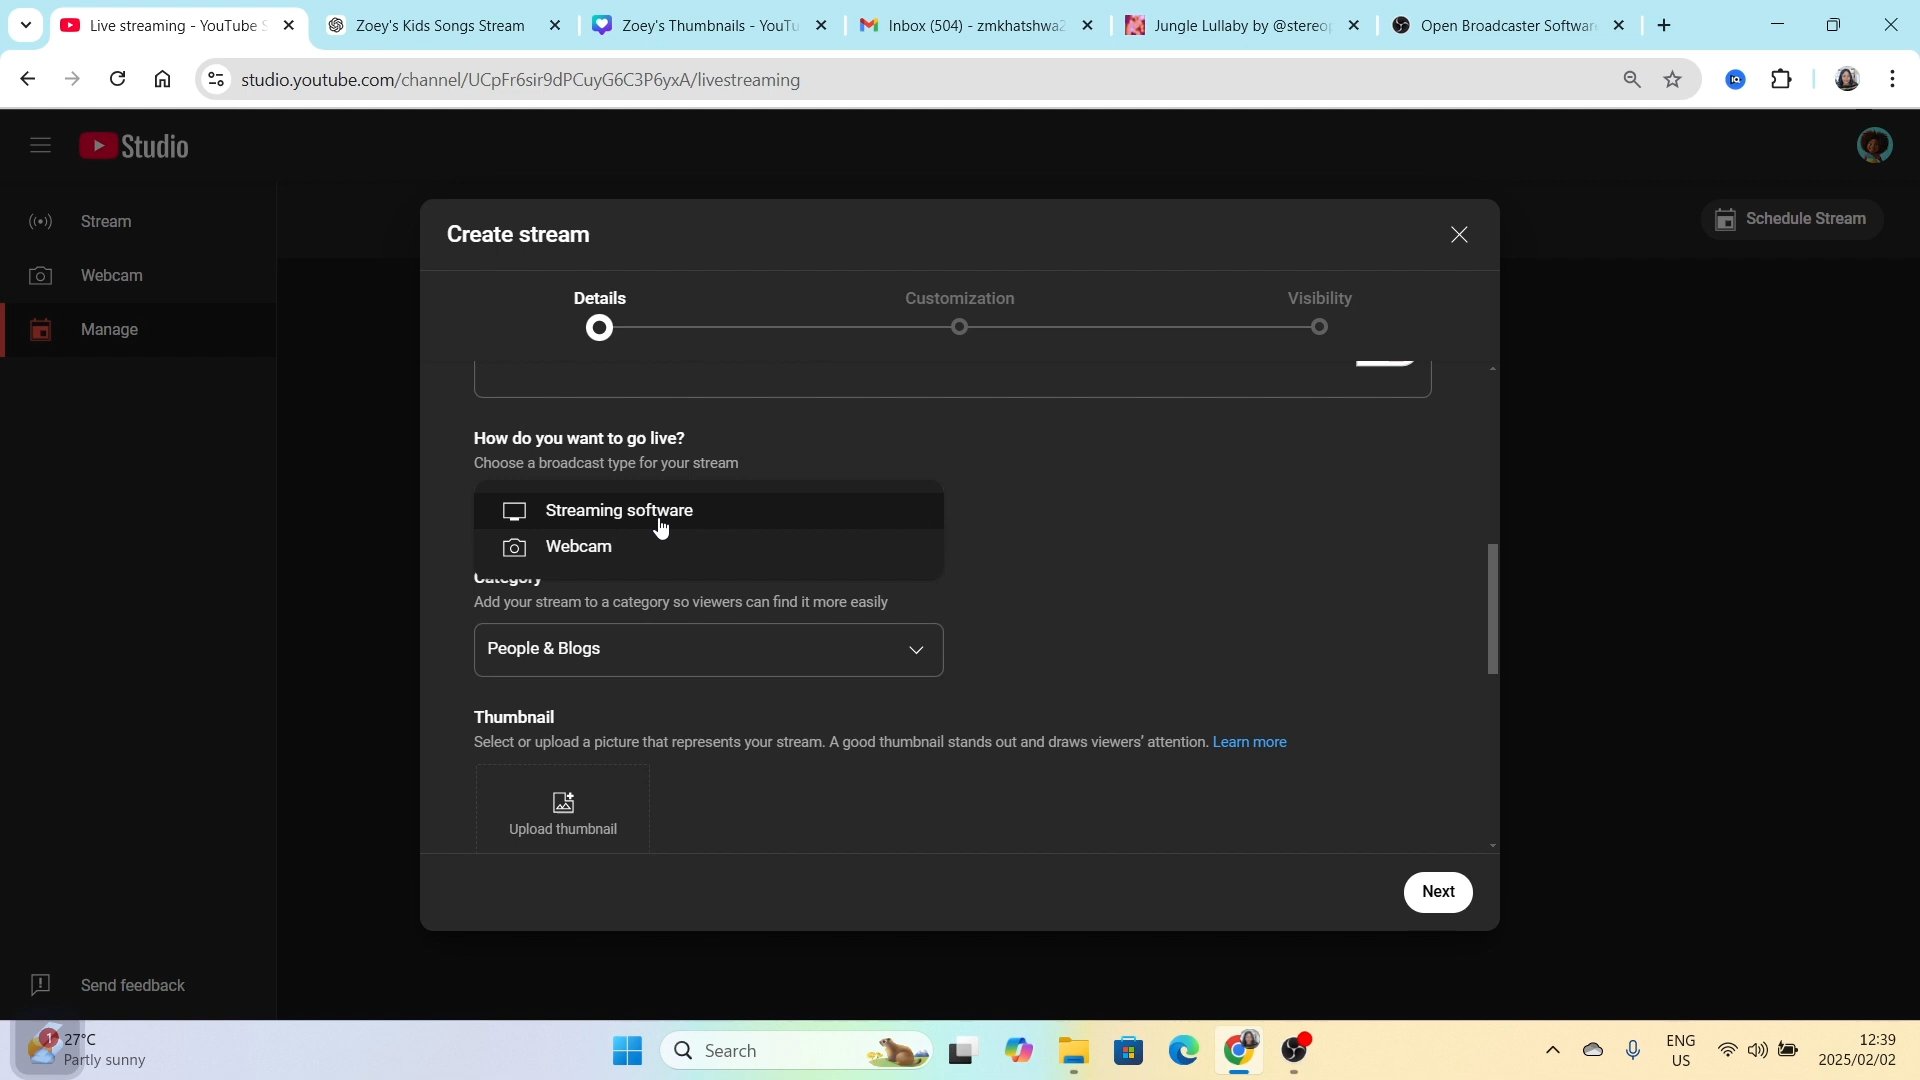 Live streaming - YouTube S
Zoey's Kids Songs Stream
Zoey's Thumbnails - YouTu
Inbox (504) - zmkhatshwa2
Jungle Lullaby by @stereop
Open Broadcaster Software
studio.youtube.com/channel/UCpFr6sir9dPCuyG6C3P6yxA/livestreaming
Studio
Stream
Schedule Stream
Webcam
Manage
Create stream
Details
Customization
Visibility
How do you want to go live?
Choose a broadcast type for your stream
Streaming software
Webcam
Category
Add your stream to a category so viewers can find it more easily
People & Blogs
Thumbnail
Select or upload a picture that represents your stream. A good thumbnail stands out and draws viewers' attention. Learn more
Upload thumbnail
Next
Send feedback
1
27°C
Partly sunny
Search
ENG
US
12:39
2025/02/02